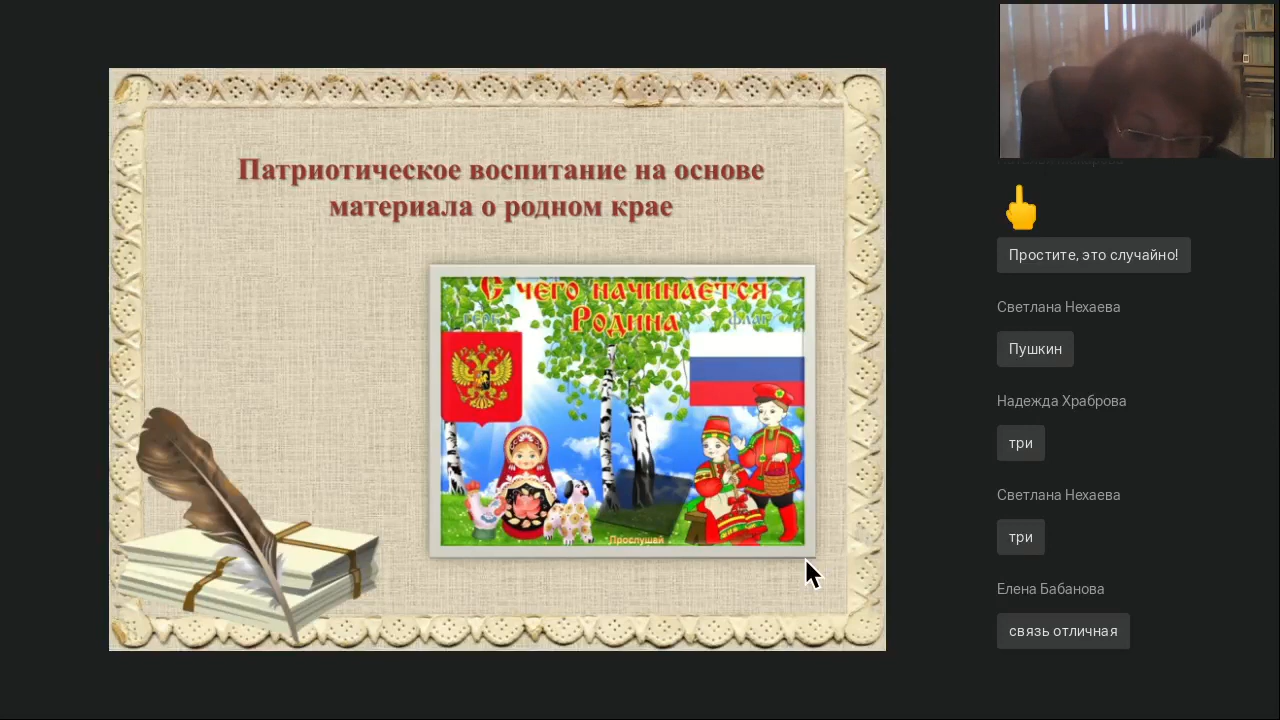 Патриотическое воспитание на основе
материала о родном крае
С чего начинается
Родина
флаг
Прослушай
Простите, это случайно!
Светлана Нехаева
Пушкин
Надежда Храброва
три
Светлана Нехаева
три
Елена Бабанова
связь отличная